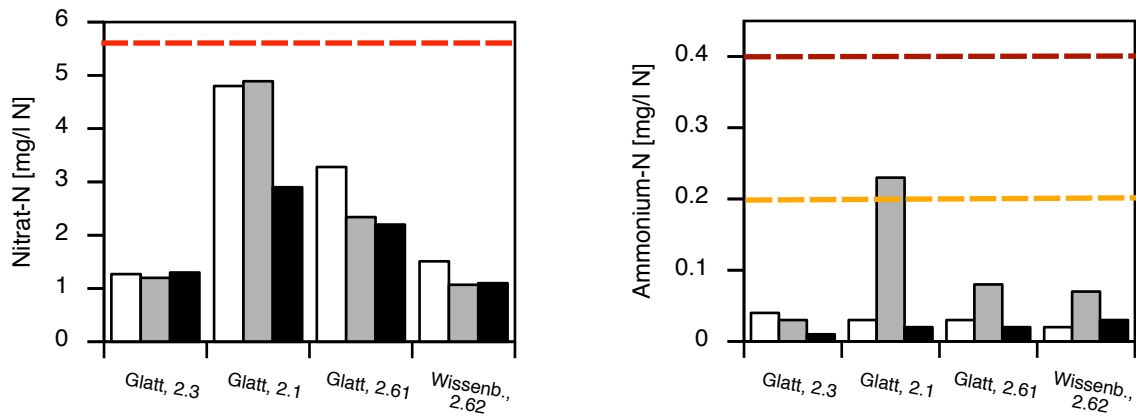 Nitrat-N [mg/l N]
6
5
4
3
2
1
0
Glatt, 2.3
Glatt, 2.1
Glatt, 2.61
Wissenb.,
2.62
Ammonium-N [mg/l N]
0.4
0.3
0.2
0.1
0
Glatt, 2.3
Glatt, 2.1
Glatt, 2.61
Wissenb.,
2.62